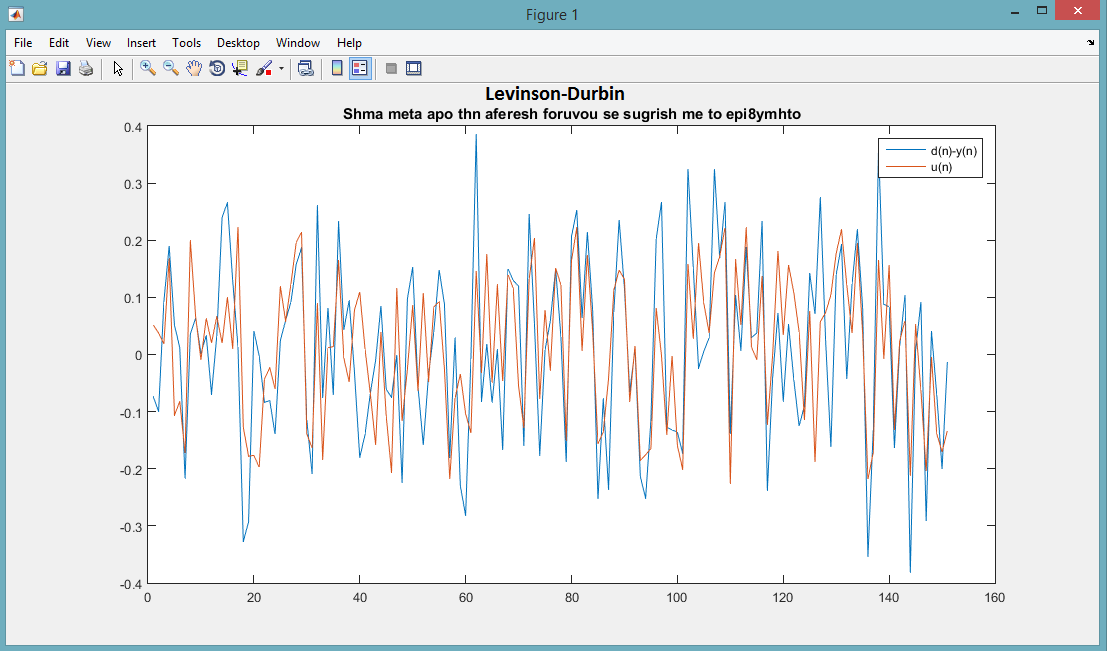 Figure 1
File Edit View Insert Tools Desktop Window Help
Levinson-Durbin
Shma meta apo thn aferesh foruvou se sugrish me to epi8ymhto
0.4
0.3
0.2
0.1
0
-0.1
-0.2
-0.3
-0.4
d(n)-y(n)
u(n)
0 20 40 60 80 100 120 140 160